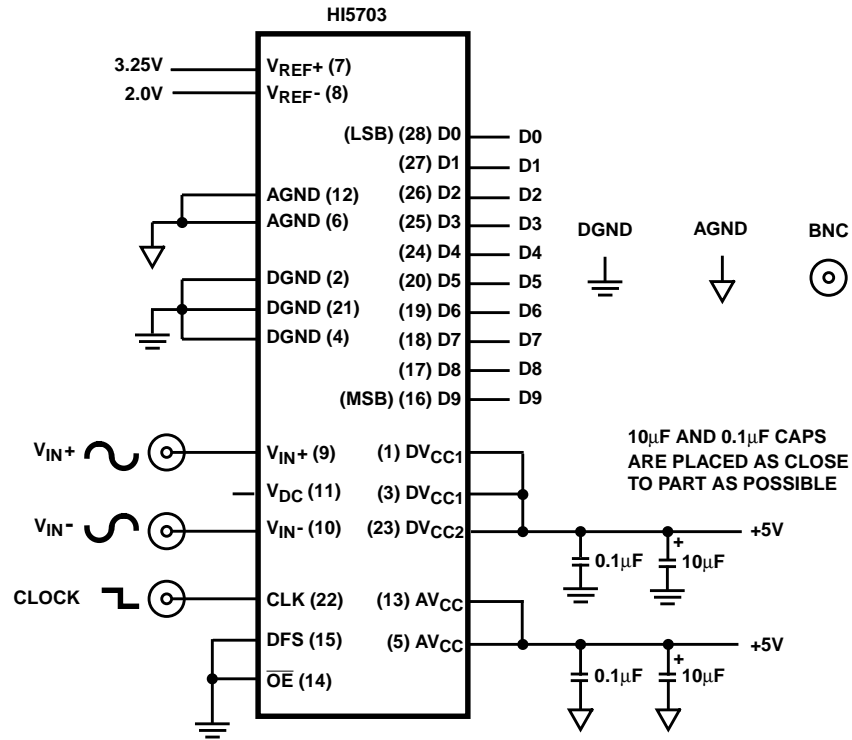 HI5703
3.25V
VREF+ (7)
2.0V
VREF- (8)
(LSB) (28) D0
D0
(27) D1
D1
AGND (12)
(26) D2
D2
AGND (6)
(25) D3
D3
DGND
AGND
BNC
(24) D4
D4
DGND (2)
(20) D5
D5
DGND (21)
(19) D6
D6
DGND (4)
(18) D7
D7
(17) D8
D8
(MSB) (16) D9
D9
10μF AND 0.1μF CAPS
ARE PLACED AS CLOSE
TO PART AS POSSIBLE
VIN+
VIN+ (9)
(1) DVCC1
VDC (11)
(3) DVCC1
VIN-
VIN- (10)
(23) DVCC2
+5V
0.1μF
+
10μF
CLOCK
CLK (22)
(13) AVCC
DFS (15)
(5) AVCC
+5V
OE (14)
0.1μF
+
10μF